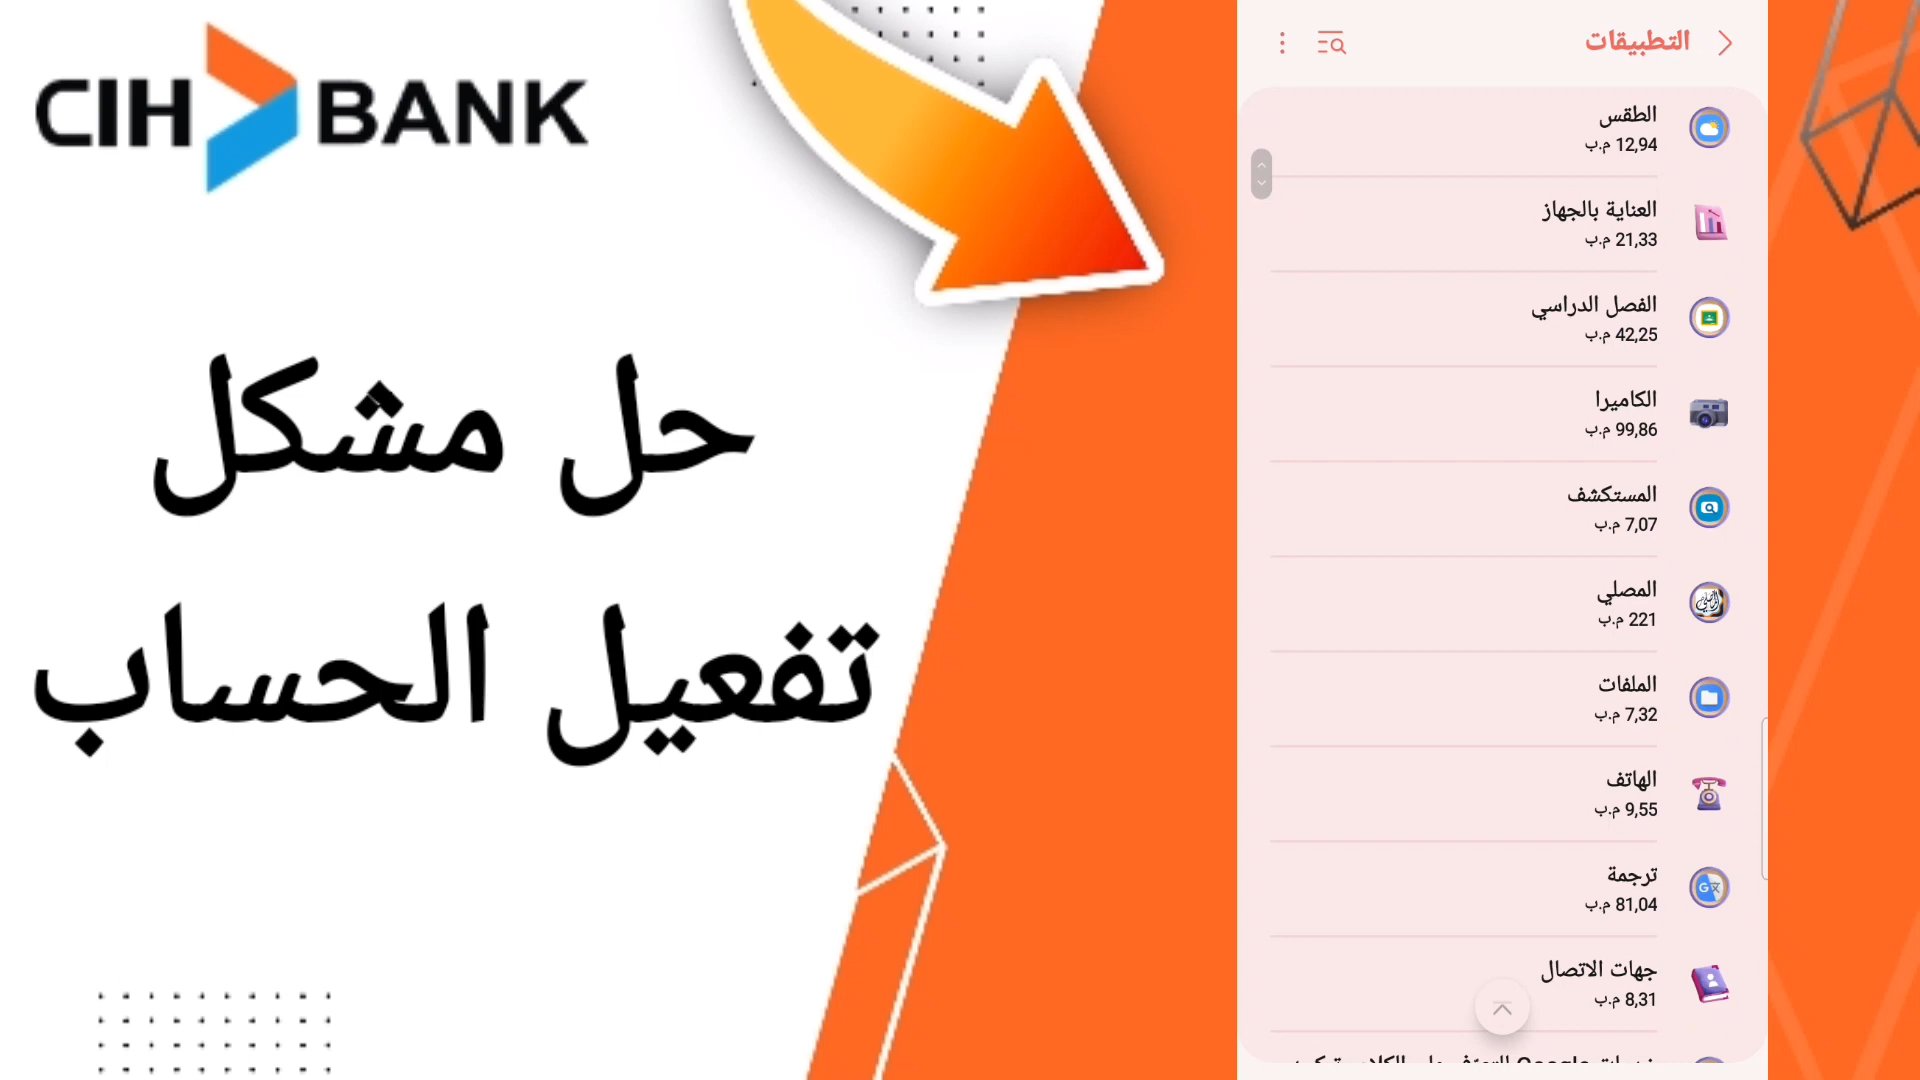 CIH BANK
حل مشكل
تفعيل الحساب
التطبيقات
الطقس
12,94 م.ب
العناية بالجهاز
21,33 م.ب
الفصل الدراسي
42,25 م.ب
الكاميرا
99,86 م.ب
المستكشف
7,07 م.ب
المصلي
221 م.ب
الملفات
7,32 م.ب
الهاتف
9,55 م.ب
ترجمة
81,04 م.ب
جهات الاتصال
8,31 م.ب